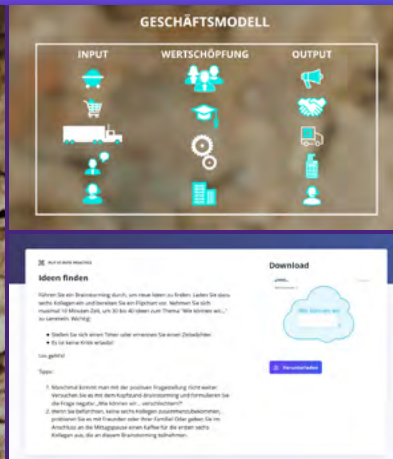 GESCHÄFTSMODELL
INPUT WERTSCHÖPFUNG OUTPUT
PUT IT INTO PRACTICE
Ideen finden
Führen Sie ein Brainstorming durch, um neue Ideen zu finden. Laden Sie dazu
sechs Kollegen ein und bereiten Sie ein Flipchart vor. Nehmen Sie sich
maximal 10 Minuten Zeit, um 30 bis 40 Ideen zum Thema "Wie können wir..."
zu sammeln. Wichtig:
Stellen Sie sich einen Timer oder ernennen Sie einen Zeitwächter.
Es ist keine Kritik erlaubt!
Los geht's!
Tipps:
1. Manchmal kommt man mit der positiven Fragestellung nicht weiter.
Versuchen Sie es mit dem Kopfstand-Brainstorming und formulieren Sie
die Frage negativ: „Wie können wir... verschlechtern?"
2. Wenn Sie befürchten, keine sechs Kollegen zusammenzubekommen,
probieren Sie es mit Freunden oder Ihrer Familie! Oder geben Sie im
Anschluss an die Mittagspause einen Kaffee für die ersten sechs
Kollegen aus, die an diesem Brainstorming teilnehmen.
Download
Wie können wir
Herunterladen